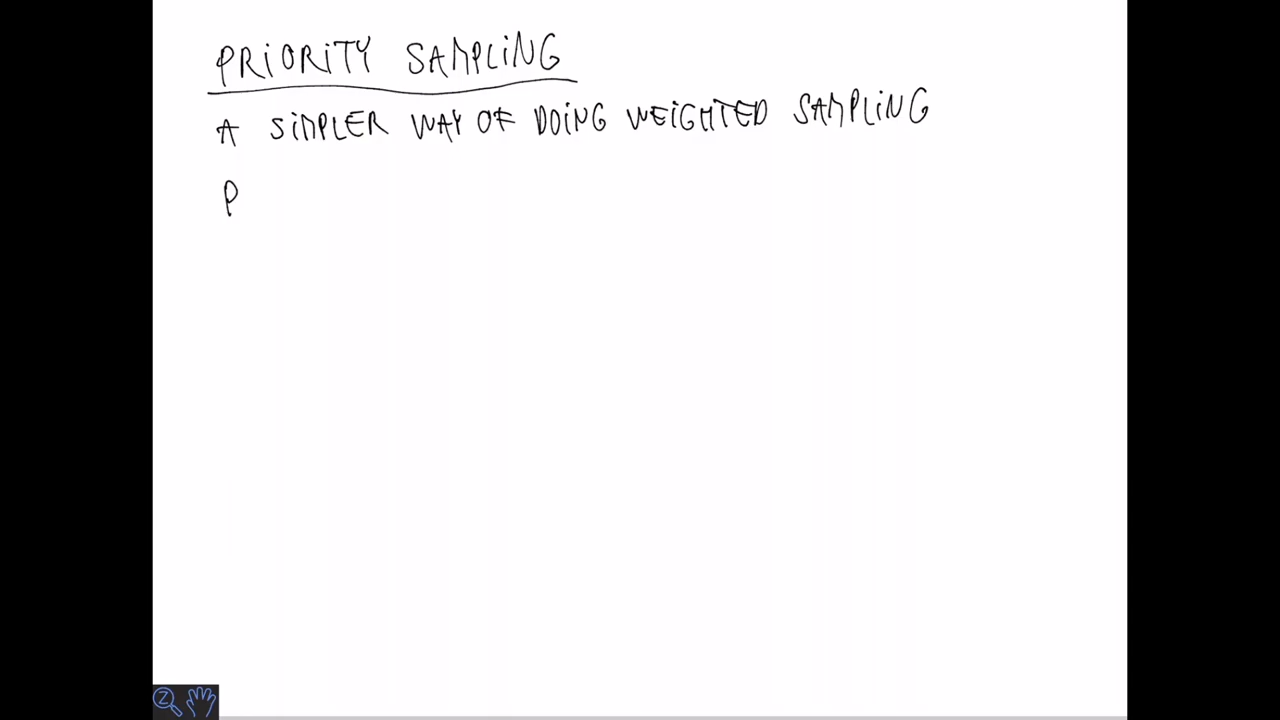 PRIORITY SAMPLING
A SIMPLER WAY OF DOING WEIGHTED SAMPLING
P
Z